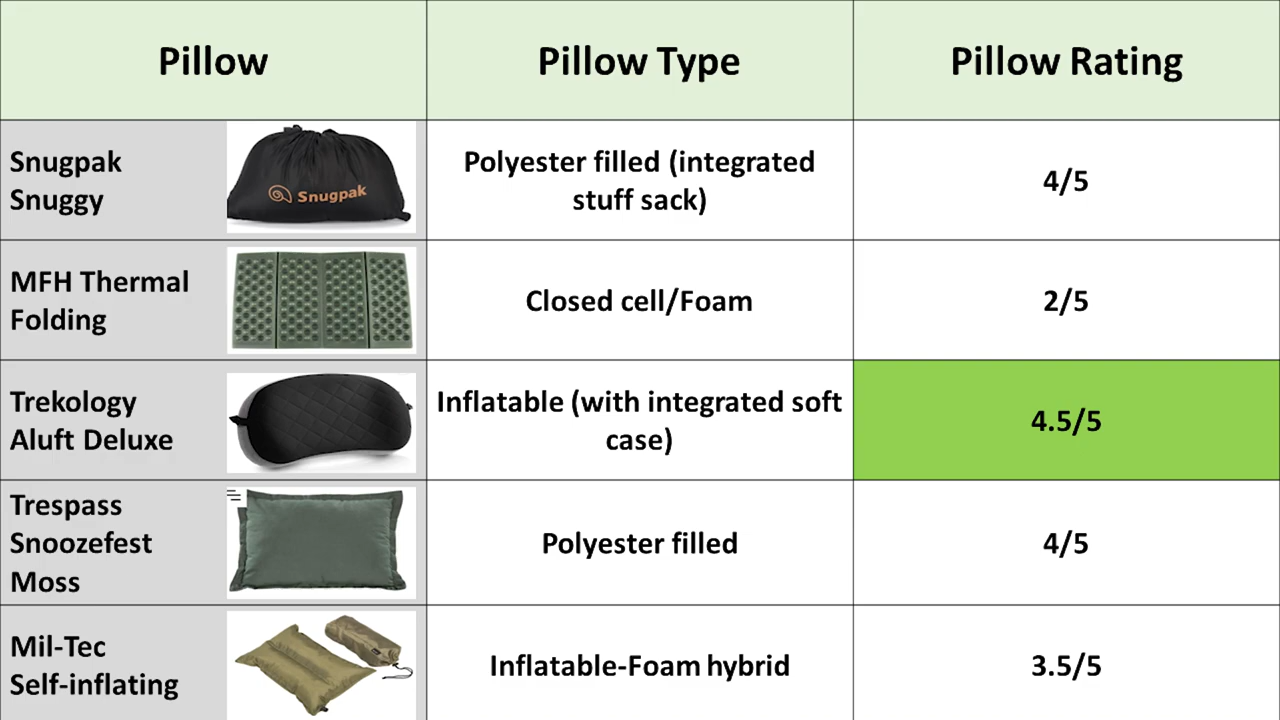 Pillow
Pillow Type
Pillow Rating
Snugpak
Snuggy
Snugpak
Polyester filled (integrated
stuff sack)
4/5
MFH Thermal
Folding
Closed cell/Foam
2/5
Trekology
Aluft Deluxe
Inflatable (with integrated soft
case)
4.5/5
Trespass
Snoozefest
Moss
Polyester filled
4/5
Mil-Tec
Self-inflating
Inflatable-Foam hybrid
3.5/5